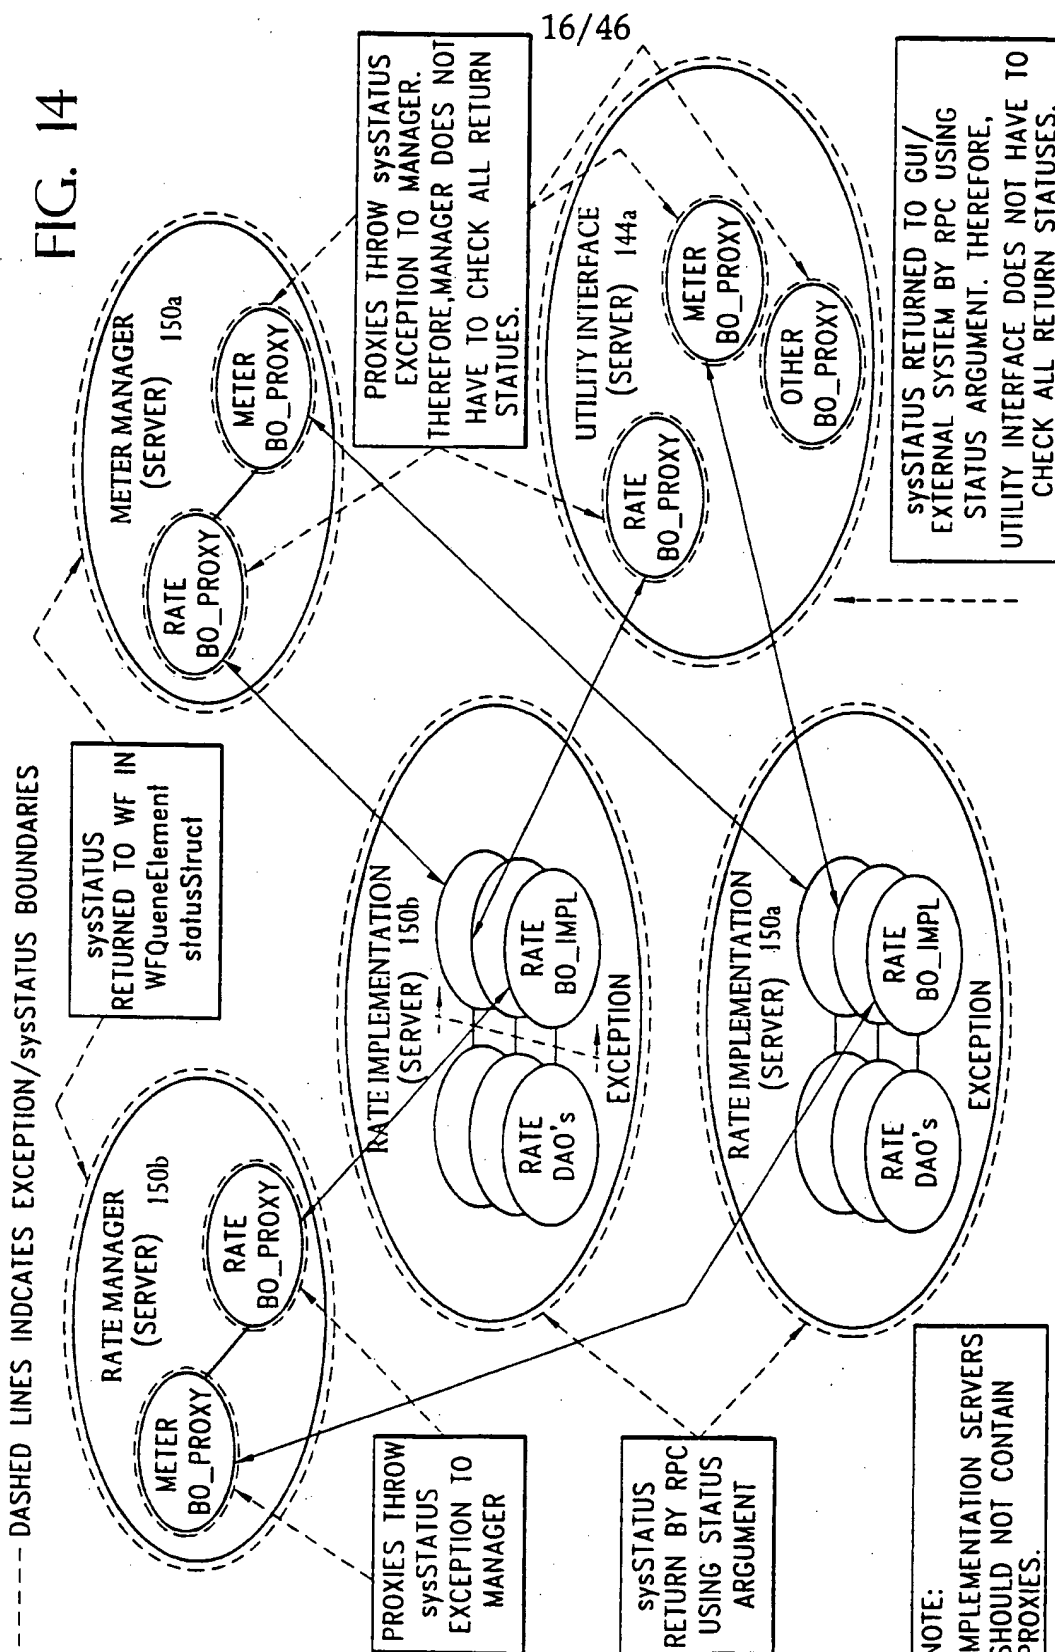 16/46
FIG. 14
---- DASHED LINES INDCATES EXCEPTION/sysSTATUS BOUNDARIES
RATE MANAGER
(SERVER) 150b
METER
BO_PROXY
RATE
BO_PROXY
sysSTATUS
RETURNED TO WF IN
WFQueneElement
statusStruct
METER MANAGER
(SERVER) 150a
RATE
BO_PROXY
METER
BO_PROXY
PROXIES THROW
sysSTATUS
EXCEPTION TO
MANAGER
RATE IMPLEMENTATION
(SERVER) 150b
RATE
DAO's
RATE
BO_IMPL
EXCEPTION
PROXIES THROW sysSTATUS
EXCEPTION TO MANAGER.
THEREFORE,MANAGER DOES NOT
HAVE TO CHECK ALL RETURN
STATUES.
sysSTATUS
RETURN BY RPC
USING STATUS
ARGUMENT
RATE IMPLEMENTATION
(SERVER) 150a
RATE
DAO's
RATE
BO_IMPL
EXCEPTION
UTILITY INTERFACE
(SERVER) 144a
RATE
BO_PROXY
METER
BO_PROXY
OTHER
BO_PROXY
NOTE:
IMPLEMENTATION SERVERS
SHOULD NOT CONTAIN
PROXIES.
sysSTATUS RETURNED TO GUI/
EXTERNAL SYSTEM BY RPC USING
STATUS ARGUMENT. THEREFORE,
UTILITY INTERFACE DOES NOT HAVE TO
CHECK ALL RETURN STATUSES.